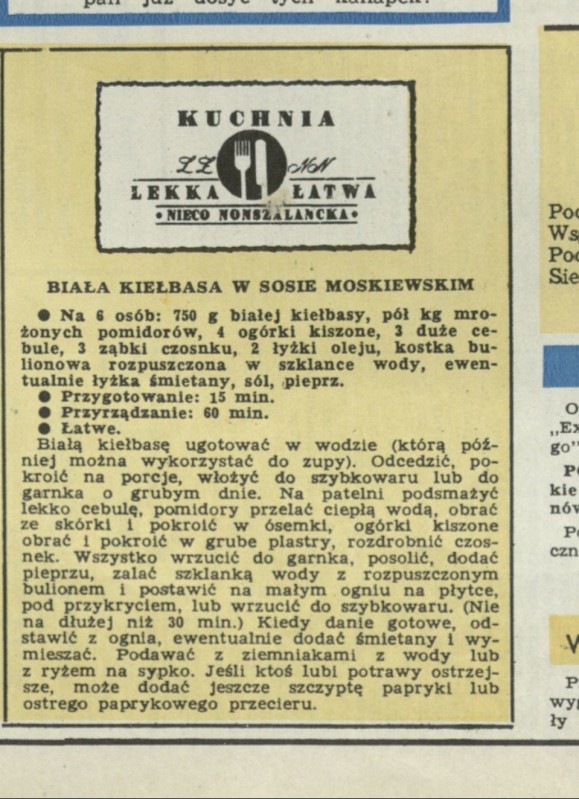 pan już dosyć tych kanapek?
KUCHNIA
LEKKA ŁATWA
• NIECO NONSZALANCKA •
BIAŁA KIEŁBASA W SOSIE MOSKIEWSKIM
● Na 6 osób: 750 g białej kiełbasy, pół kg mro-
żonych pomidorów, 4 ogórki kiszone, 3 duże ce-
bule, 3 ząbki czosnku, 2 łyżki oleju, kostka bu-
lionowa rozpuszczona w szklance wody, ewen-
tualnie łyżka śmietany, sól, pieprz.
● Przygotowanie: 15 min.
● Przyrządzanie: 60 min.
● Łatwe.
Białą kiełbasę ugotować w wodzie (którą póź-
niej można wykorzystać do zupy). Odcedzić, po-
kroić na porcje, włożyć do szybkowaru lub do
garnka o grubym dnie. Na patelni podsmażyć
lekko cebulę, pomidory przelać ciepłą wodą, obrać
ze skórki i pokroić w ósemki, ogórki kiszone
obrać i pokroić w grube plastry, rozdrobnić czos-
nek. Wszystko wrzucić do garnka, posolić, dodać
pieprzu, zalać szklanką wody z rozpuszczonym
bulionem i postawić na małym ogniu na płytce,
pod przykryciem, lub wrzucić do szybkowaru. (Nie
na dłużej niż 30 min.) Kiedy danie gotowe, od-
stawić z ognia, ewentualnie dodać śmietany i wy-
mieszać. Podawać z ziemniakami z wody lub
z ryżem na sypko. Jeśli ktoś lubi potrawy ostrzej-
sze, może dodać jeszcze szczyptę papryki lub
ostrego paprykowego przecieru.